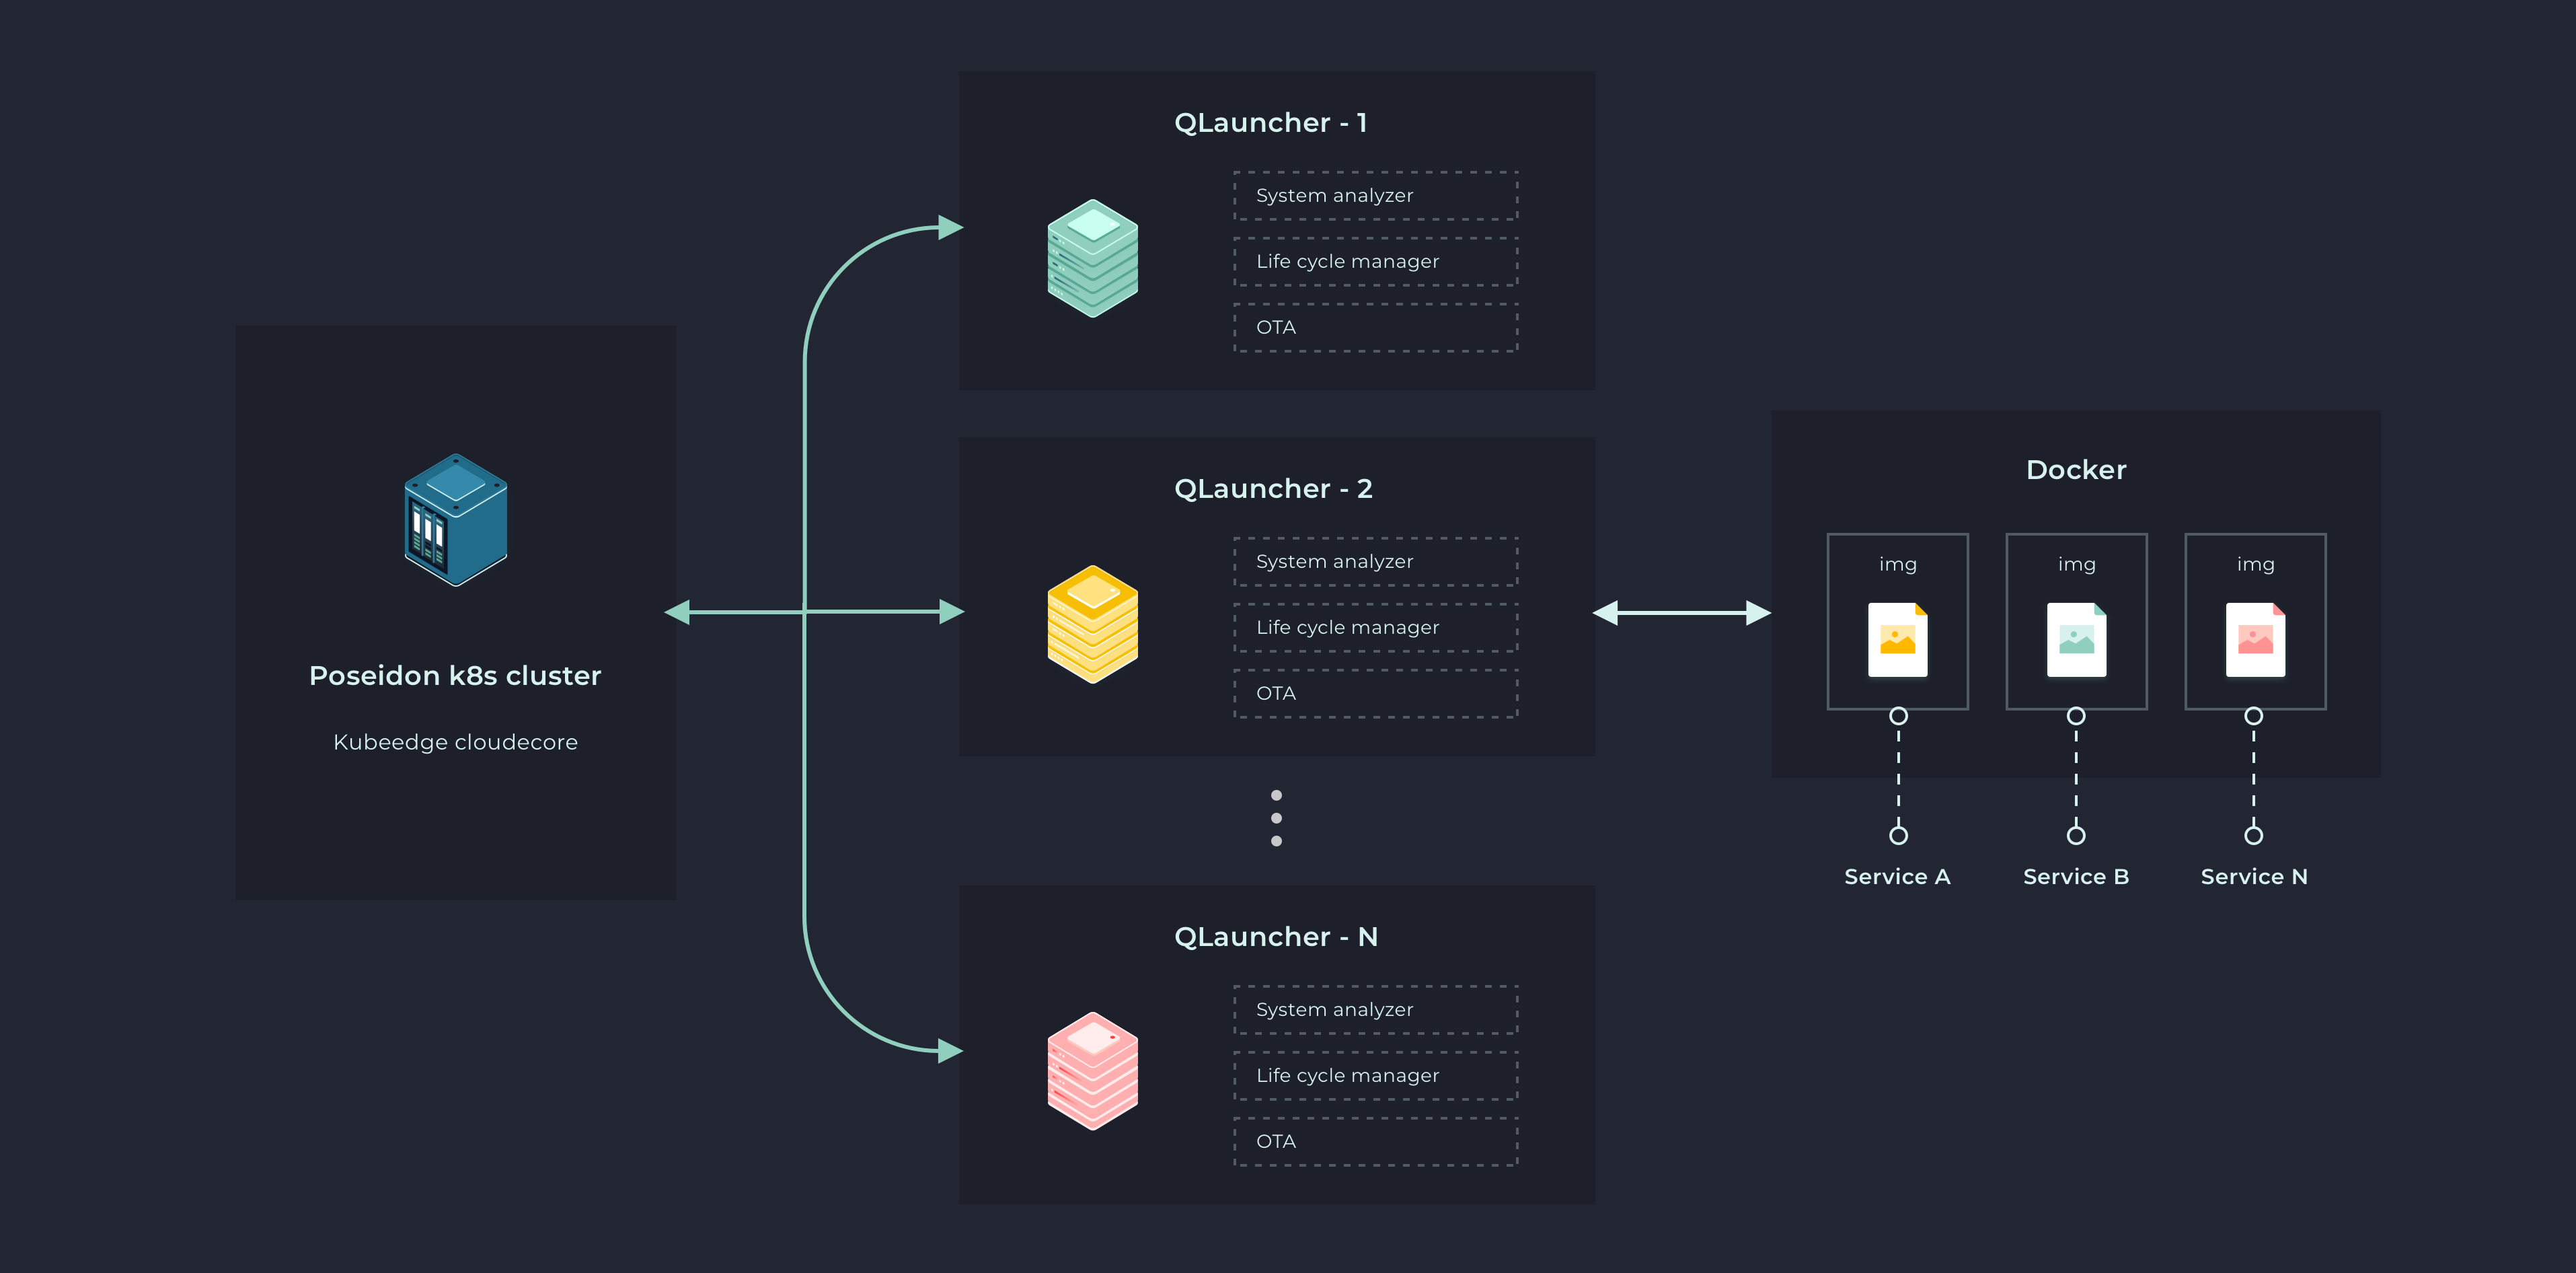 Poseidon k8s cluster
Kubeedge cloudecore
QLauncher - 1
System analyzer
Life cycle manager
OTA
QLauncher - 2
System analyzer
Life cycle manager
OTA
QLauncher - N
System analyzer
Life cycle manager
OTA
Docker
img
img
img
Service A
Service B
Service N